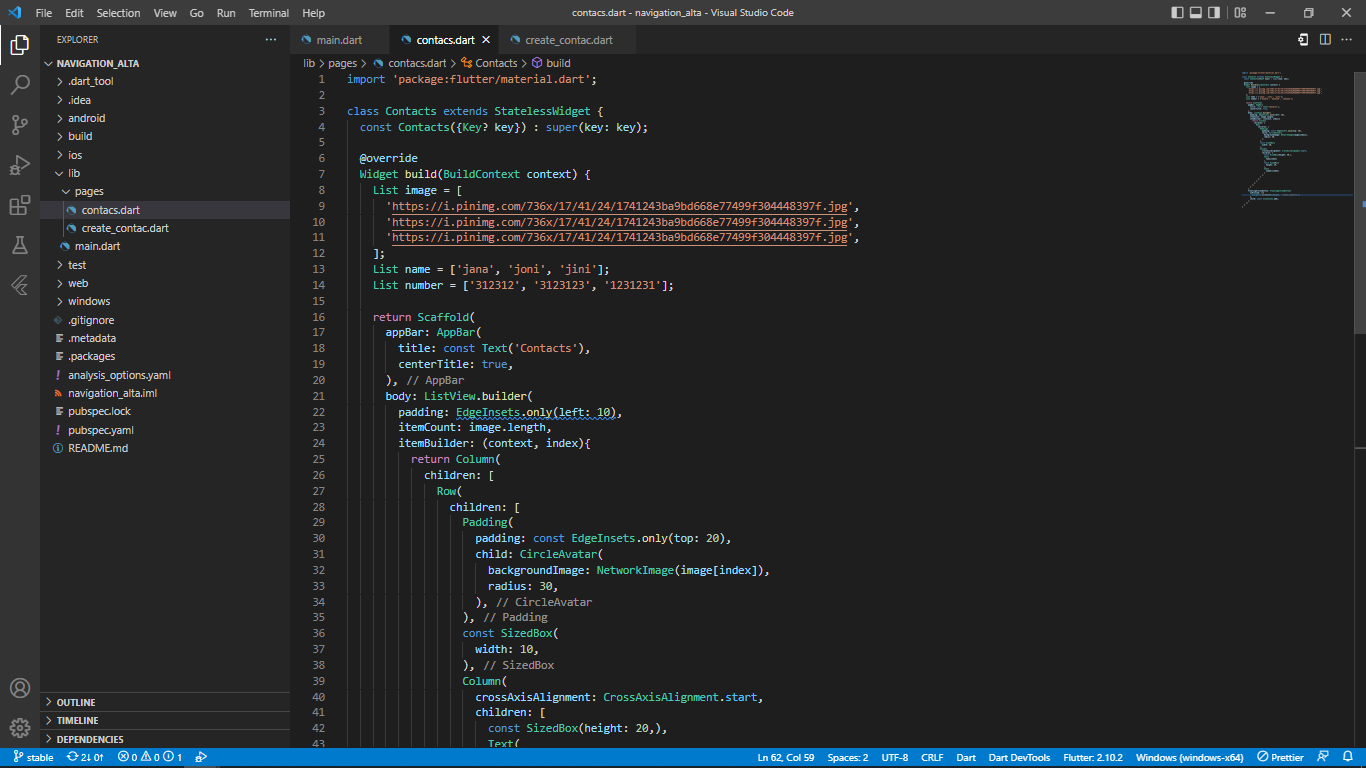 File Edit Selection View Go Run Terminal Help
contacs.dart - navigation_alta - Visual Studio Code
EXPLORER
NAVIGATION_ALTA
.dart_tool
.idea
android
build
ios
lib
pages
contacs.dart
create_contac.dart
main.dart
test
web
windows
.gitignore
.metadata
.packages
analysis_options.yaml
navigation_alta.iml
pubspec.lock
pubspec.yaml
README.md
OUTLINE
TIMELINE
DEPENDENCIES
main.dart contacs.dart create_contac.dart
lib > pages > contacs.dart > Contacts > build
1 import 'package:flutter/material.dart';
2
3 class Contacts extends StatelessWidget {
4 const Contacts({Key? key}) : super(key: key);
5
6 @override
7 Widget build(BuildContext context) {
8 List image = [
9 'https://i.pinimg.com/736x/17/41/24/1741243ba9bd668e77499f304448397f.jpg',
10 'https://i.pinimg.com/736x/17/41/24/1741243ba9bd668e77499f304448397f.jpg',
11 'https://i.pinimg.com/736x/17/41/24/1741243ba9bd668e77499f304448397f.jpg',
12 ];
13 List name = ['jana', 'joni', 'jini'];
14 List number = ['312312', '3123123', '1231231'];
15
16 return Scaffold(
17 appBar: AppBar(
18 title: const Text('Contacts'),
19 centerTitle: true,
20 ), // AppBar
21 body: ListView.builder(
22 padding: EdgeInsets.only(left: 10),
23 itemCount: image.length,
24 itemBuilder: (context, index){
25 return Column(
26 children: [
27 Row(
28 children: [
29 Padding(
30 padding: const EdgeInsets.only(top: 20),
31 child: CircleAvatar(
32 backgroundImage: NetworkImage(image[index]),
33 radius: 30,
34 ), // CircleAvatar
35 ), // Padding
36 const SizedBox(
37 width: 10,
38 ), // SizedBox
39 Column(
40 crossAxisAlignment: CrossAxisAlignment.start,
41 children: [
42 const SizedBox(height: 20,),
43 Text(
stable 2↓ 0↑ 0 0 1 Ln 62, Col 59 Spaces: 2 UTF-8 CRLF Dart Dart DevTools Flutter: 2.10.2 Windows (windows-x64) Prettier